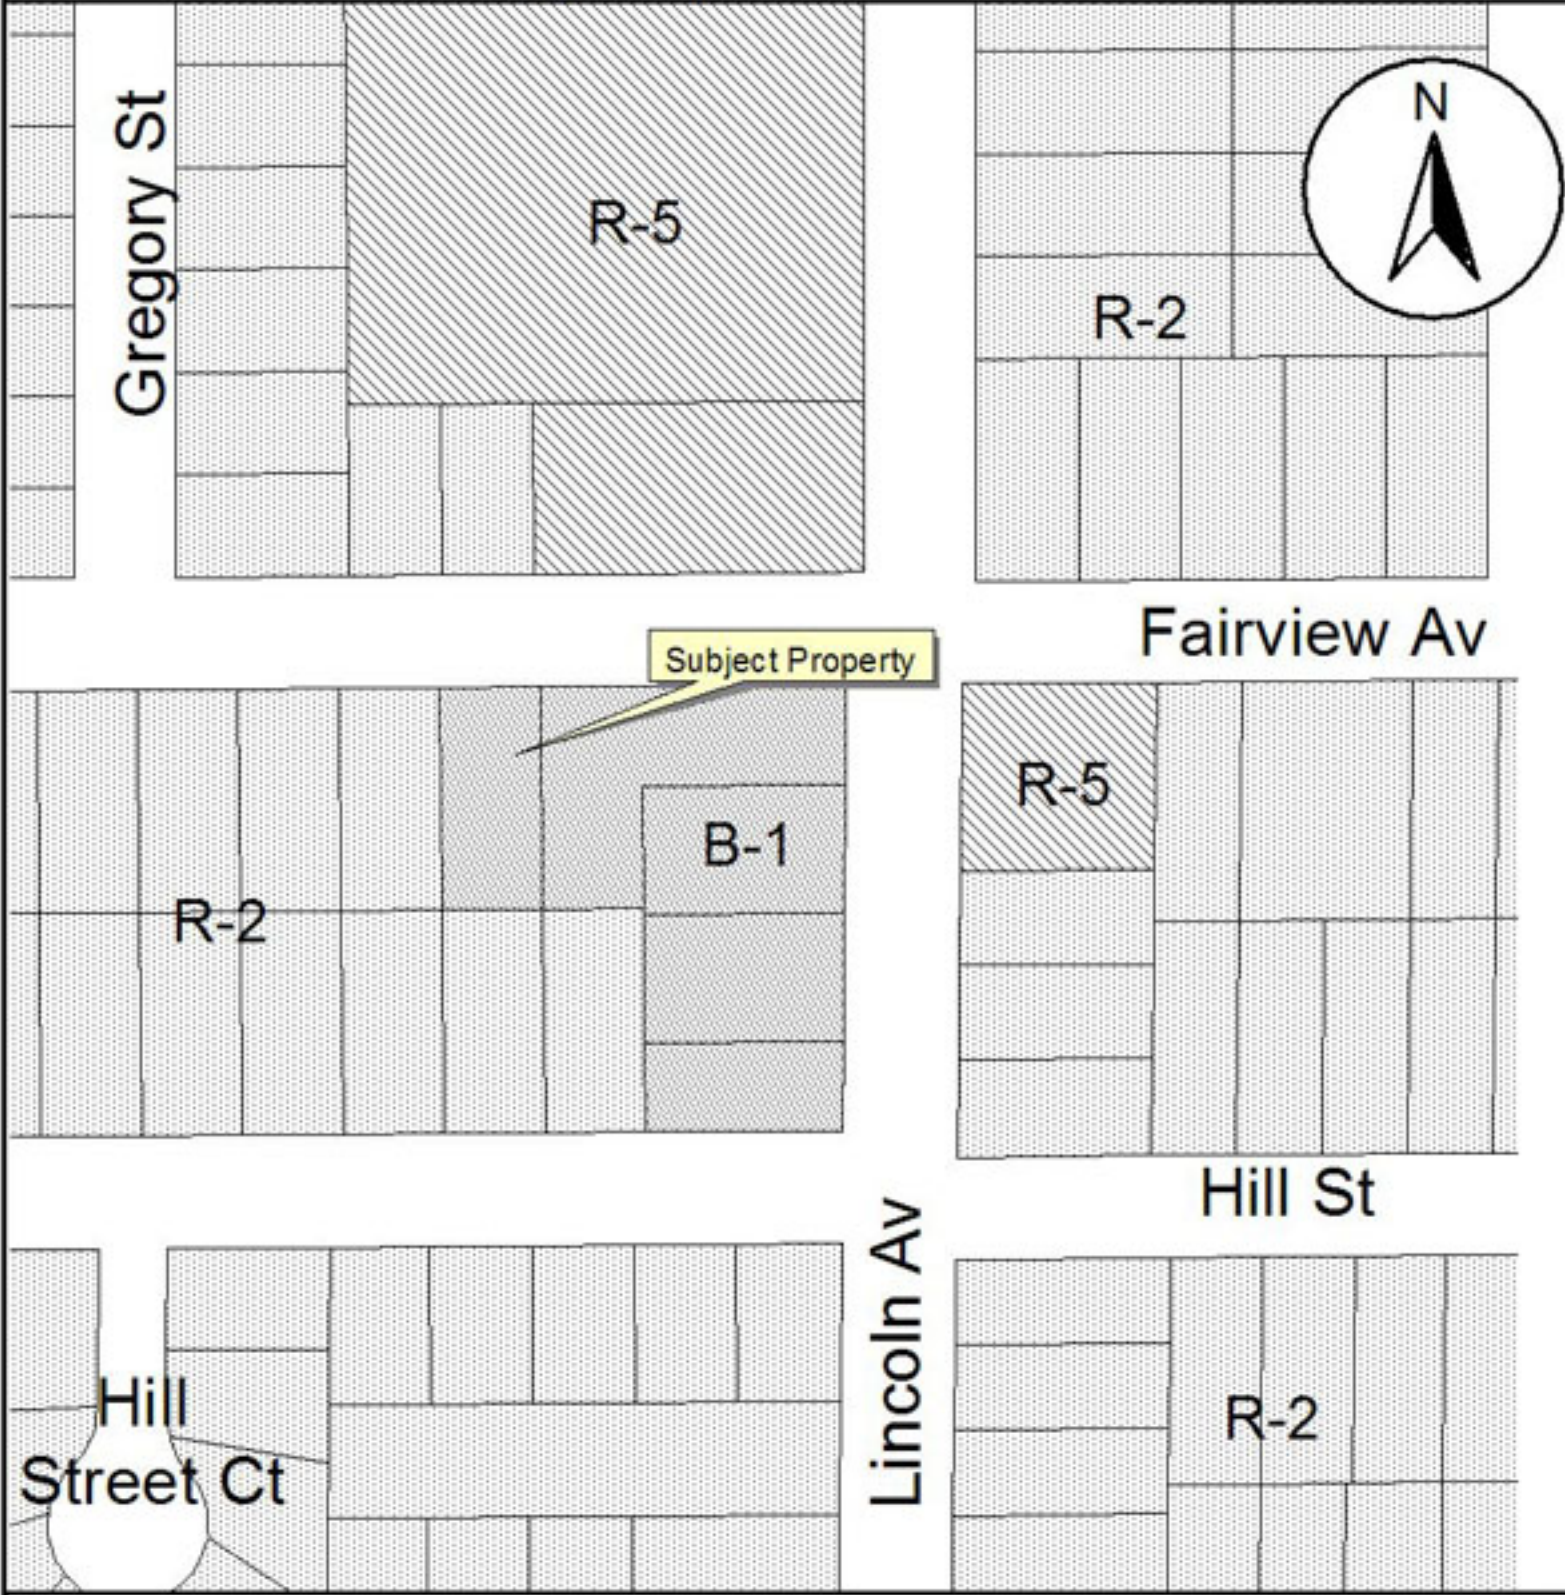 N
Gregory St
R-5
R-2
Fairview Av
Subject Property
R-5
B-1
R-2
Hill St
Lincoln Av
Hill
Street Ct
R-2